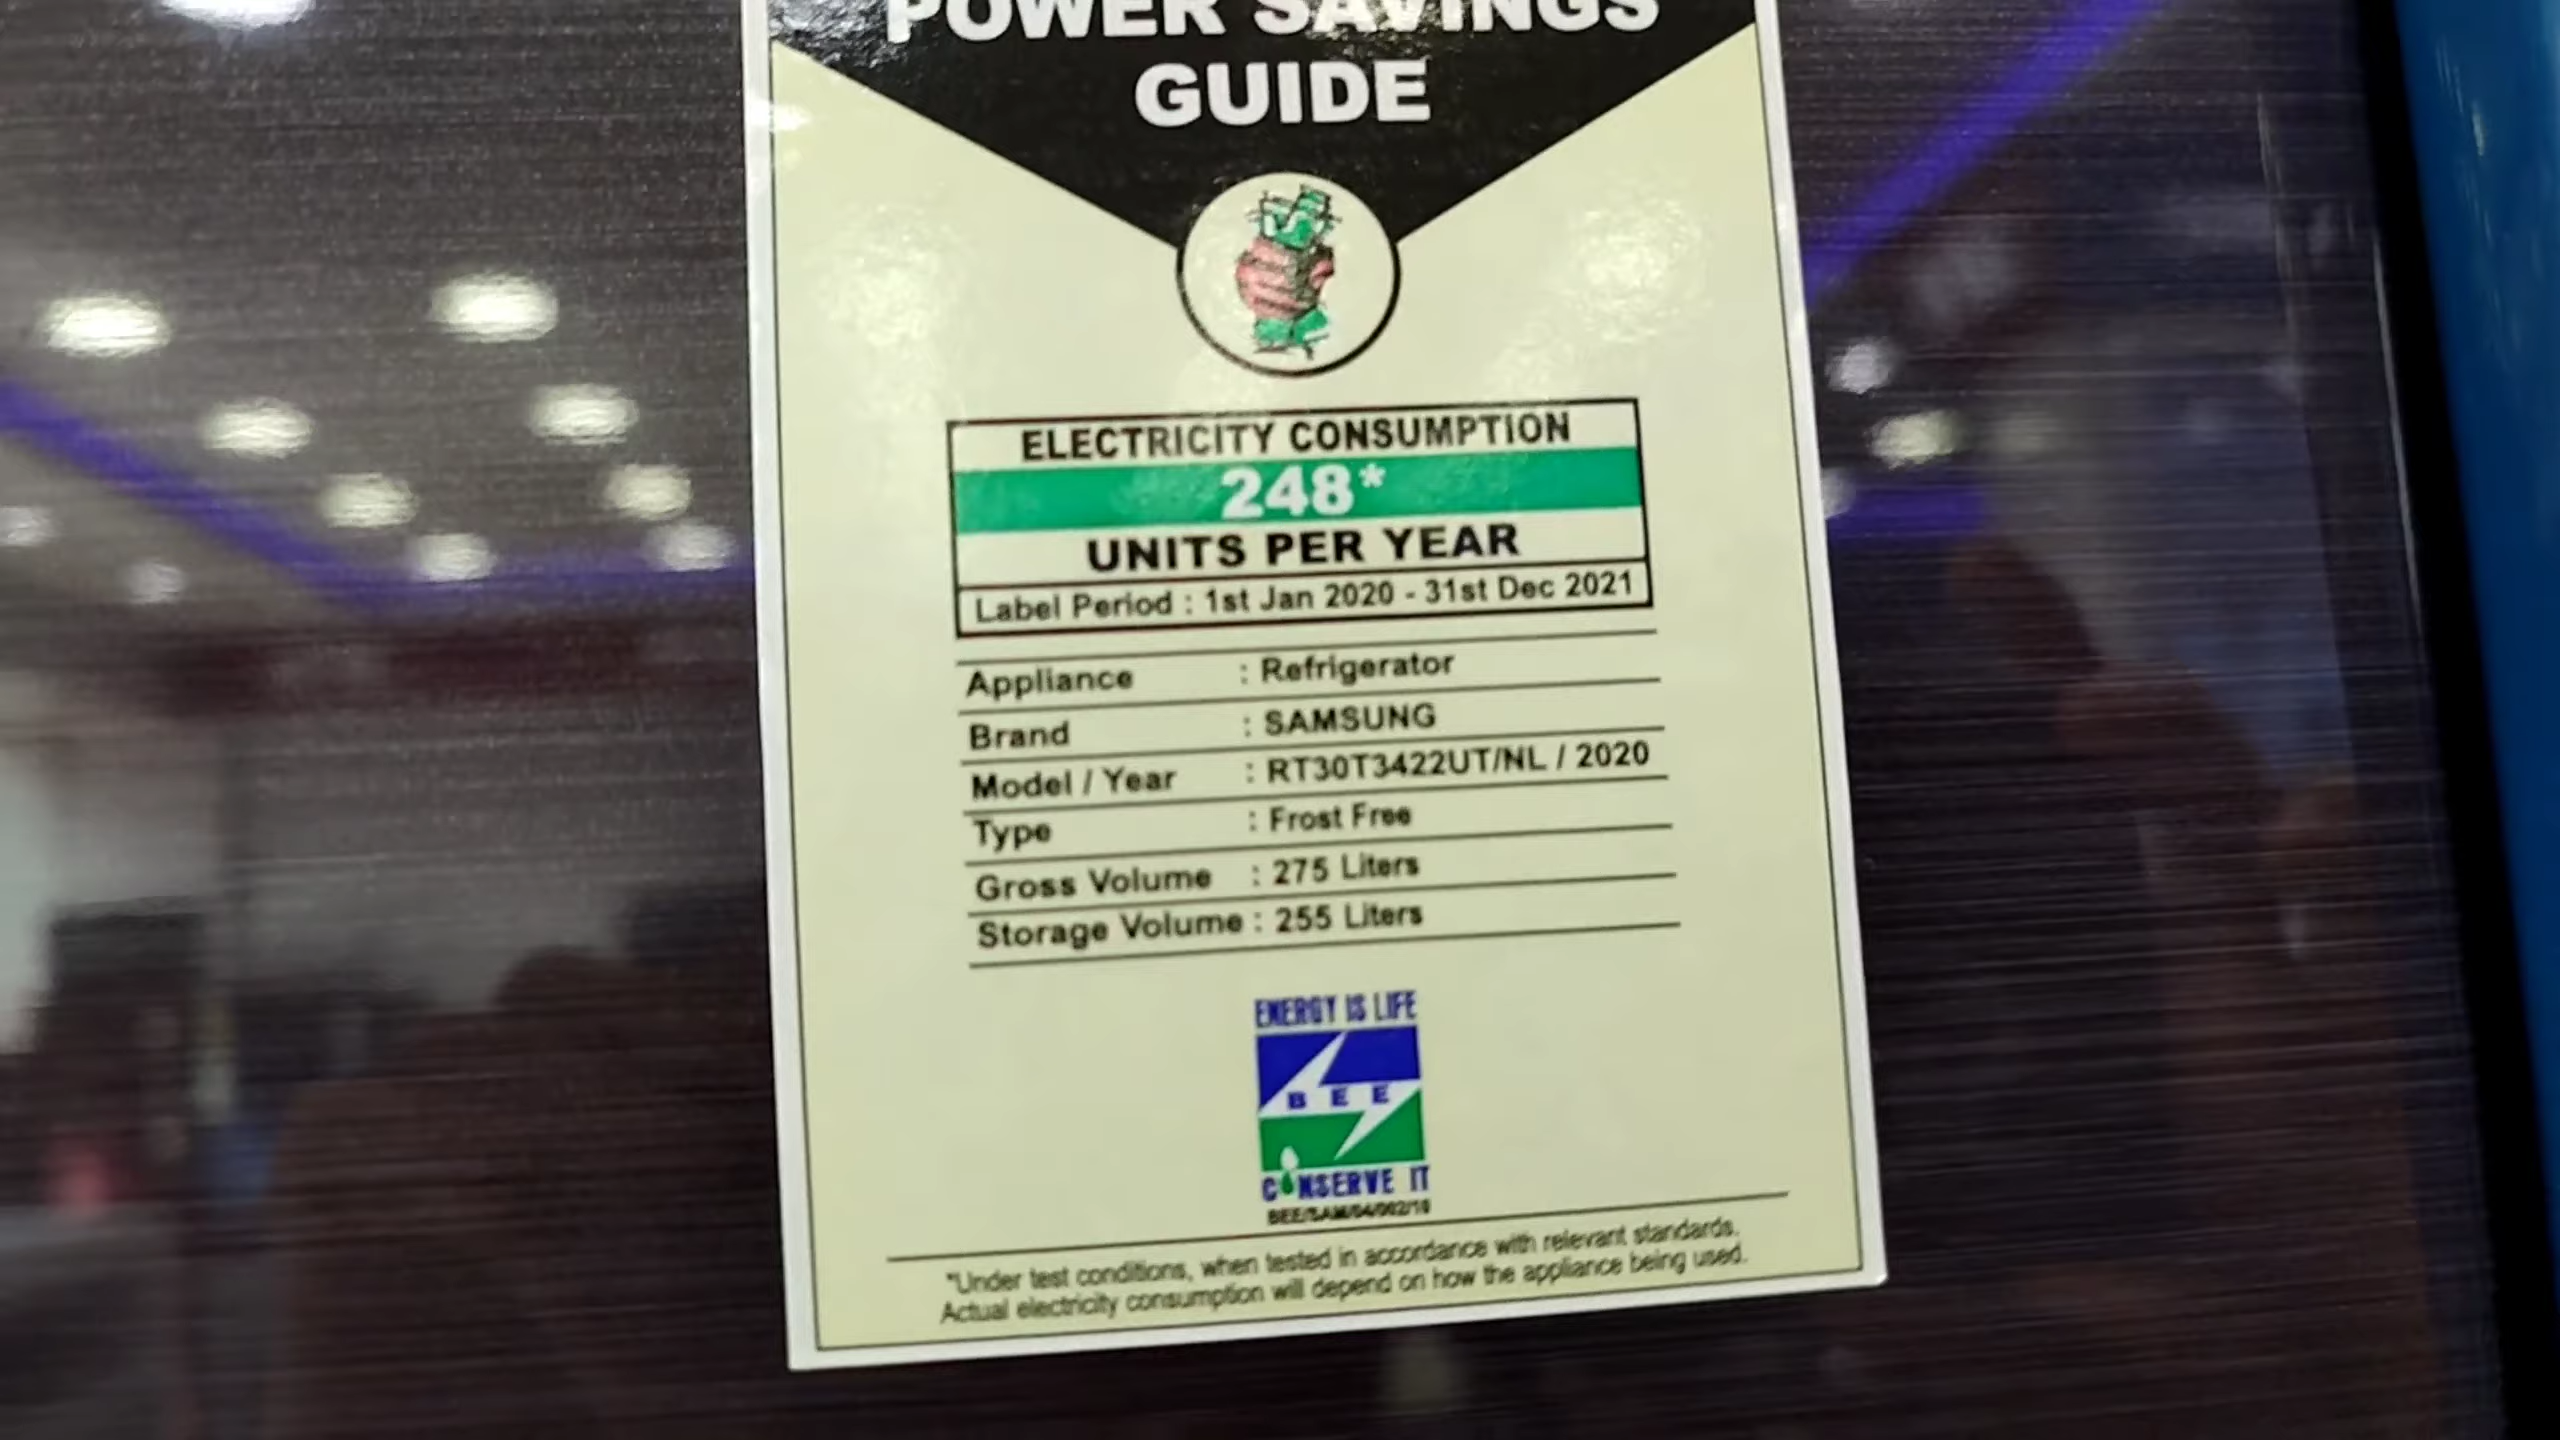 POWER SAVINGS
GUIDE
ELECTRICITY CONSUMPTION
248*
UNITS PER YEAR
Label Period : 1st Jan 2020 - 31st Dec 2021
Appliance : Refrigerator
Brand : SAMSUNG
Model / Year : RT30T3422UT/NL / 2020
Type : Frost Free
Gross Volume : 275 Liters
Storage Volume : 255 Liters
ENERGY IS LIFE
BEE
CONSERVE IT
*Under test conditions, when tested in accordance with relevant standards.
Actual electricity consumption will depend on how the appliance being used.